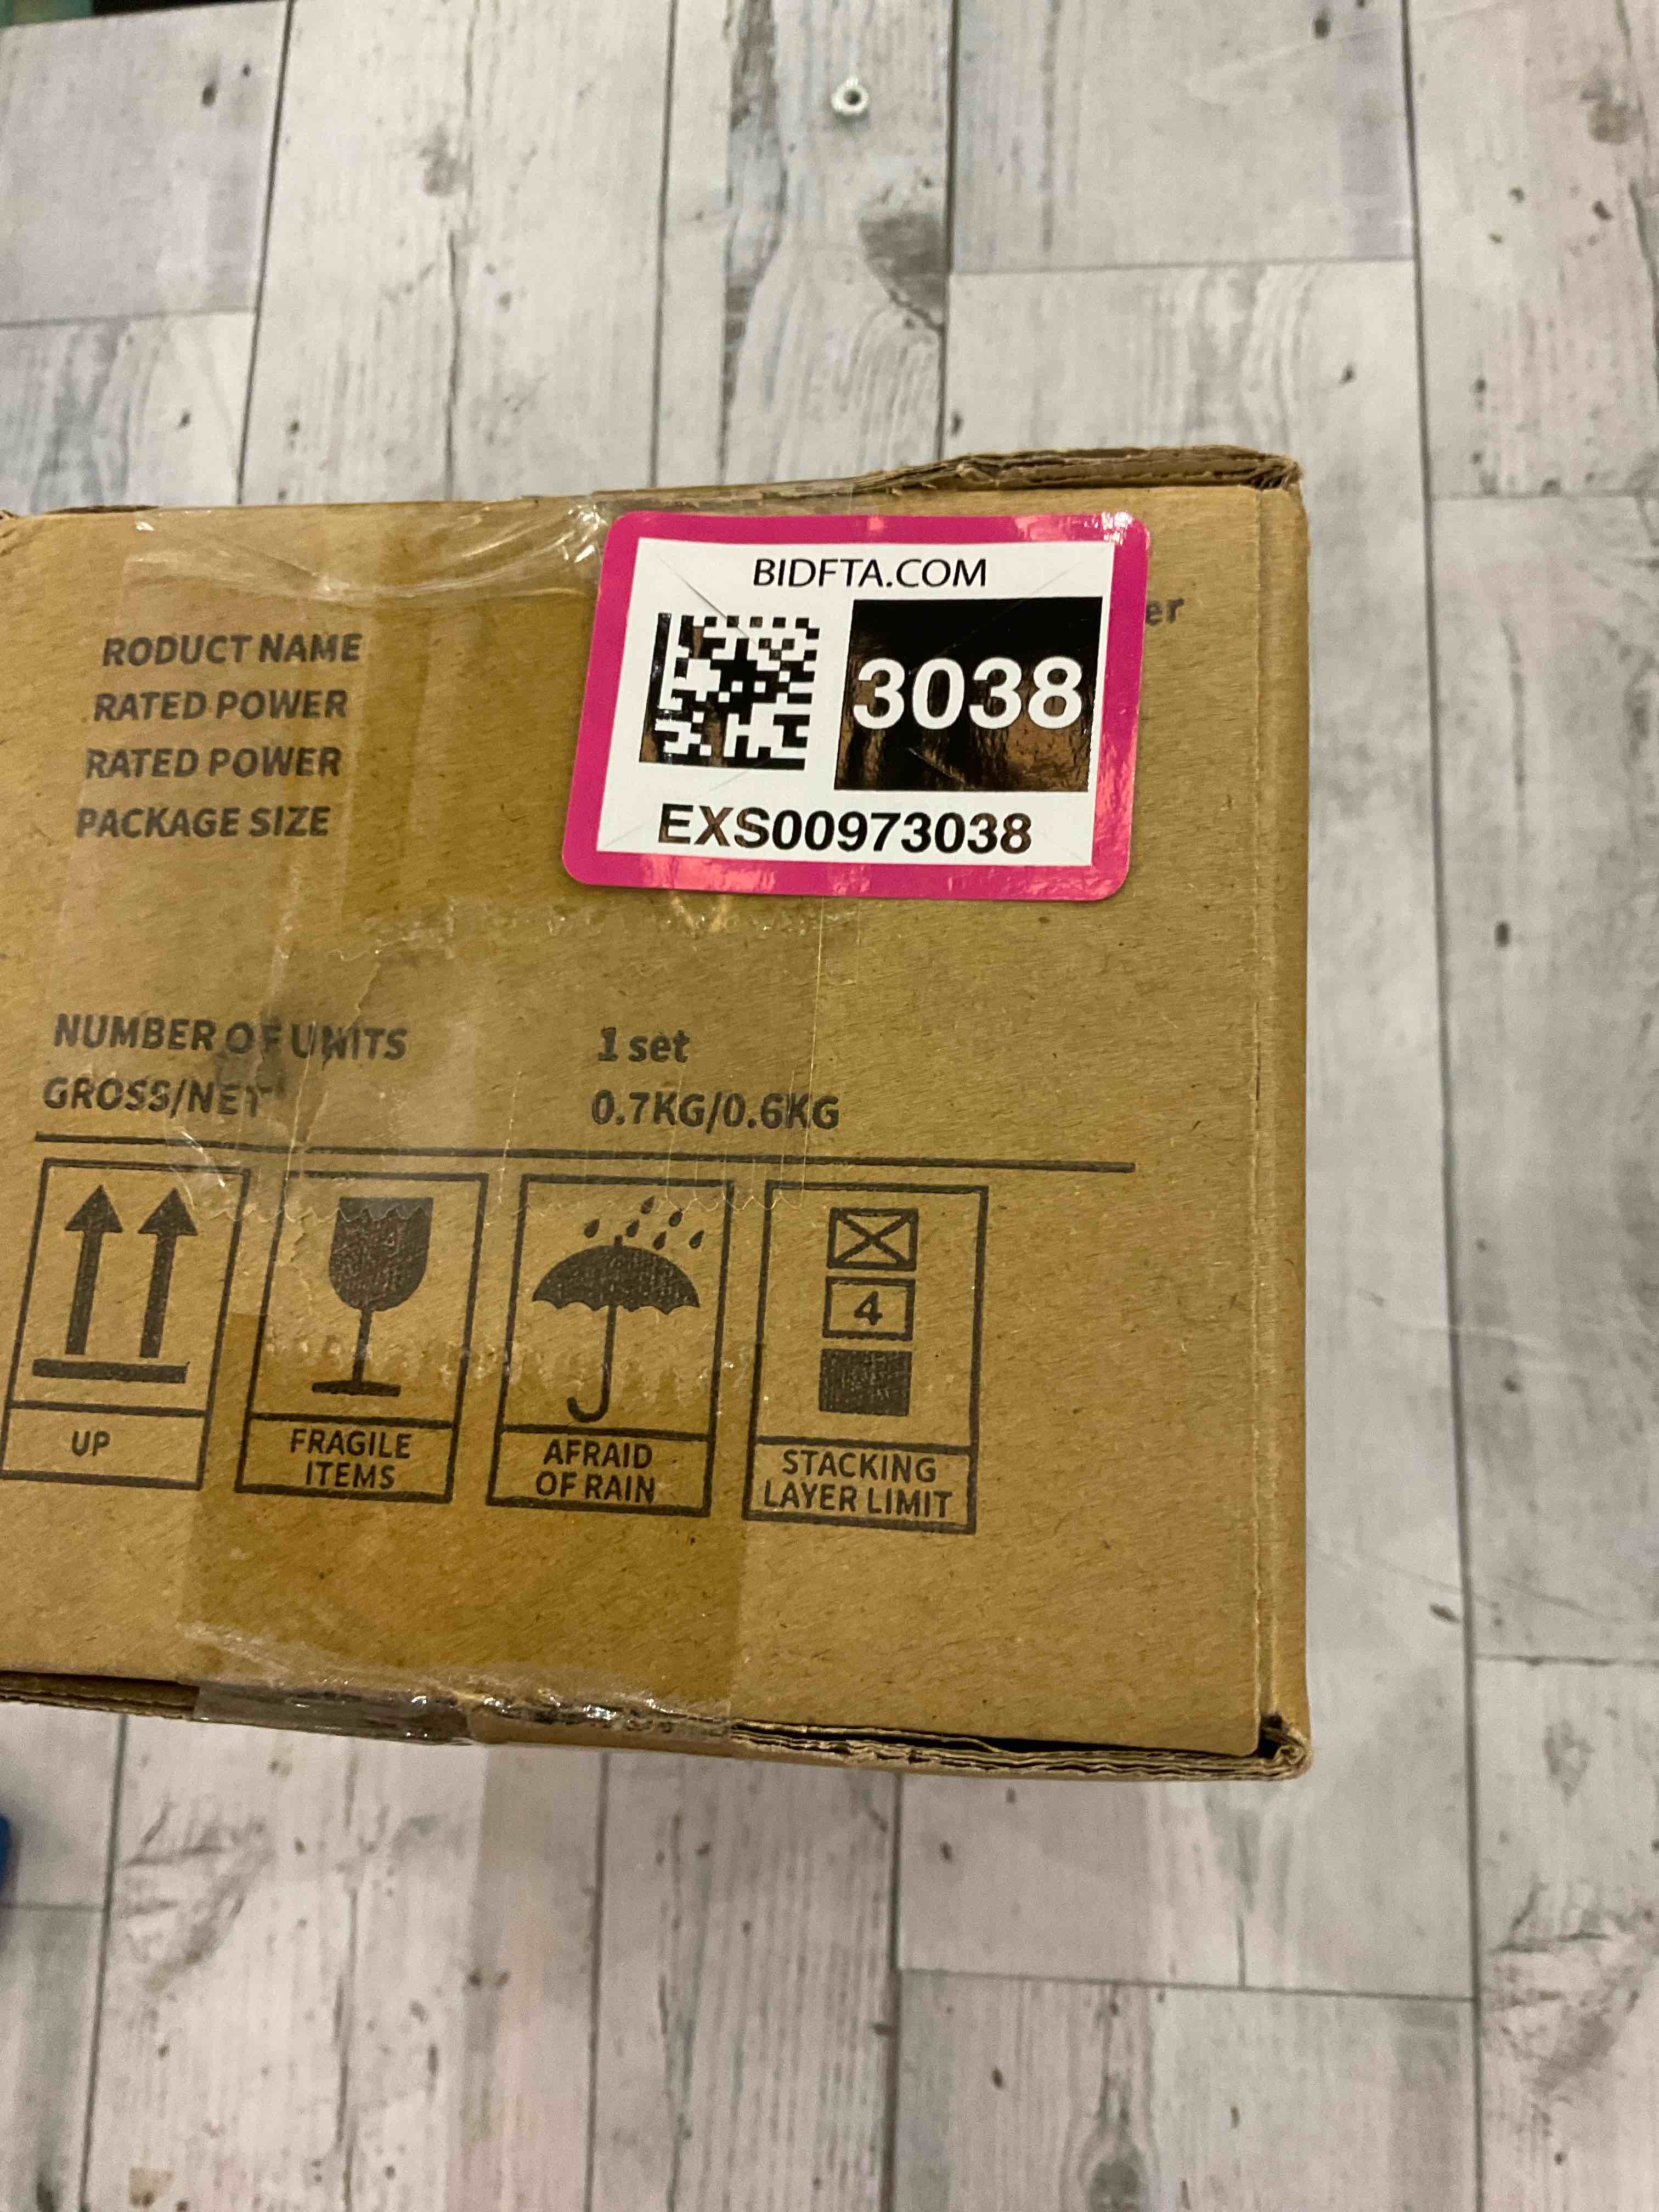 BIDFTA.COM
3038
EXS00973038
er
RODUCT NAME
RATED POWER
RATED POWER
PACKAGE SIZE
NUMBER OF UNITS 1 set
GROSS/NET 0.7KG/0.6KG
4
UP
FRAGILE
ITEMS
AFRAID
OF RAIN
STACKING
LAYER LIMIT